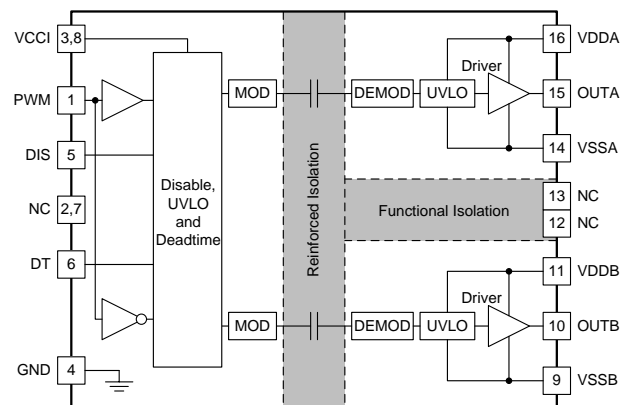 VCCI 3,8
PWM 1
DIS 5
NC 2,7
DT 6
GND 4
Disable,
UVLO
and
Deadtime
MOD
MOD
Reinforced Isolation
DEMOD UVLO
Driver
16 VDDA
15 OUTA
14 VSSA
Functional Isolation
13 NC
12 NC
DEMOD UVLO
Driver
11 VDDB
10 OUTB
9 VSSB